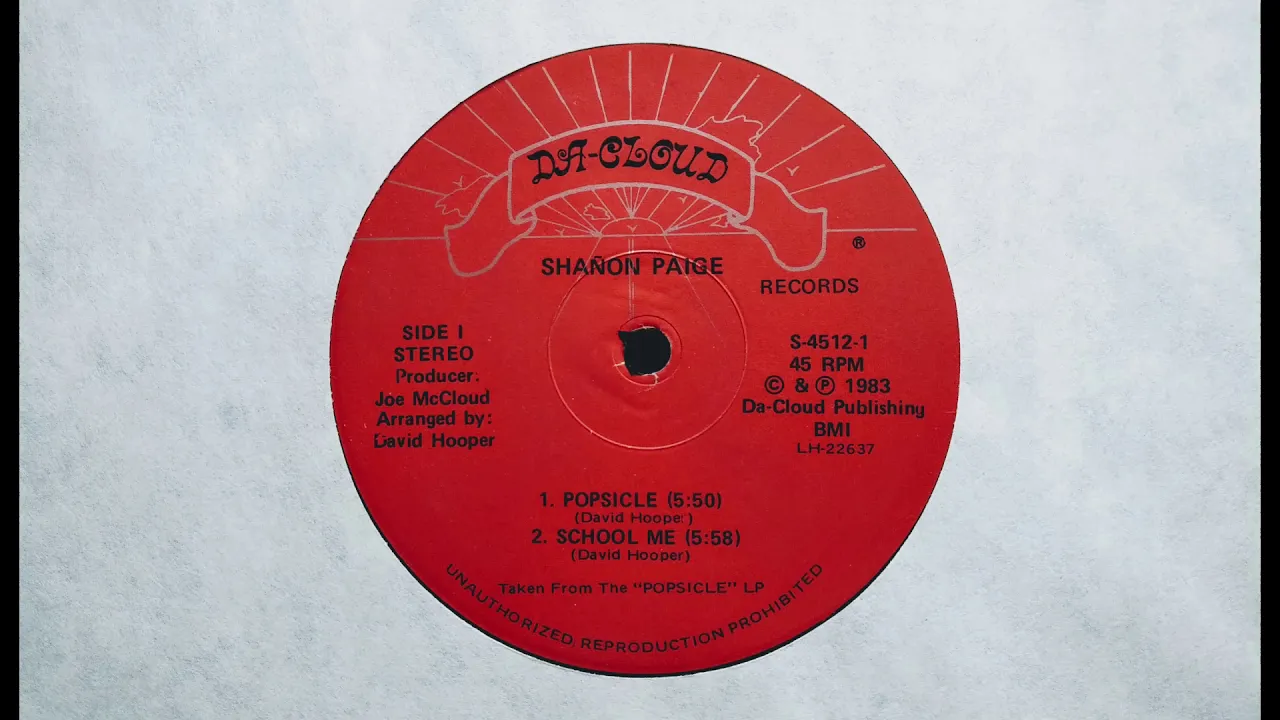 DA-CLOUD
®
SHAÑON PAIGE
RECORDS
SIDE I
STEREO
Producer:
Joe McCloud
Arranged by:
David Hooper
S-4512-1
45 RPM
© & ℗ 1983
Da-Cloud Publishing
BMI
LH-22637
1. POPSICLE (5:50)
(David Hooper)
2. SCHOOL ME (5:58)
(David Hooper)
Taken From The "POPSICLE" LP
UNAUTHORIZED, REPRODUCTION PROHIBITED